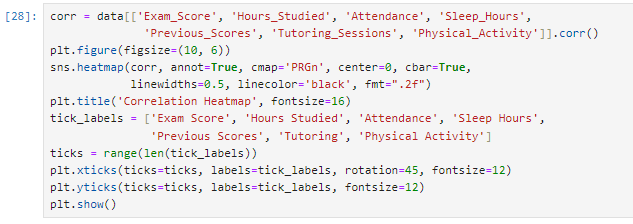 [28]: corr = data[['Exam_Score', 'Hours_Studied', 'Attendance', 'Sleep_Hours',
'Previous_Scores', 'Tutoring_Sessions', 'Physical_Activity']].corr()
plt.figure(figsize=(10, 6))
sns.heatmap(corr, annot=True, cmap='PRGn', center=0, cbar=True,
linewidths=0.5, linecolor='black', fmt=".2f")
plt.title('Correlation Heatmap', fontsize=16)
tick_labels = ['Exam Score', 'Hours Studied', 'Attendance', 'Sleep Hours',
'Previous Scores', 'Tutoring', 'Physical Activity']
ticks = range(len(tick_labels))
plt.xticks(ticks=ticks, labels=tick_labels, rotation=45, fontsize=12)
plt.yticks(ticks=ticks, labels=tick_labels, fontsize=12)
plt.show()